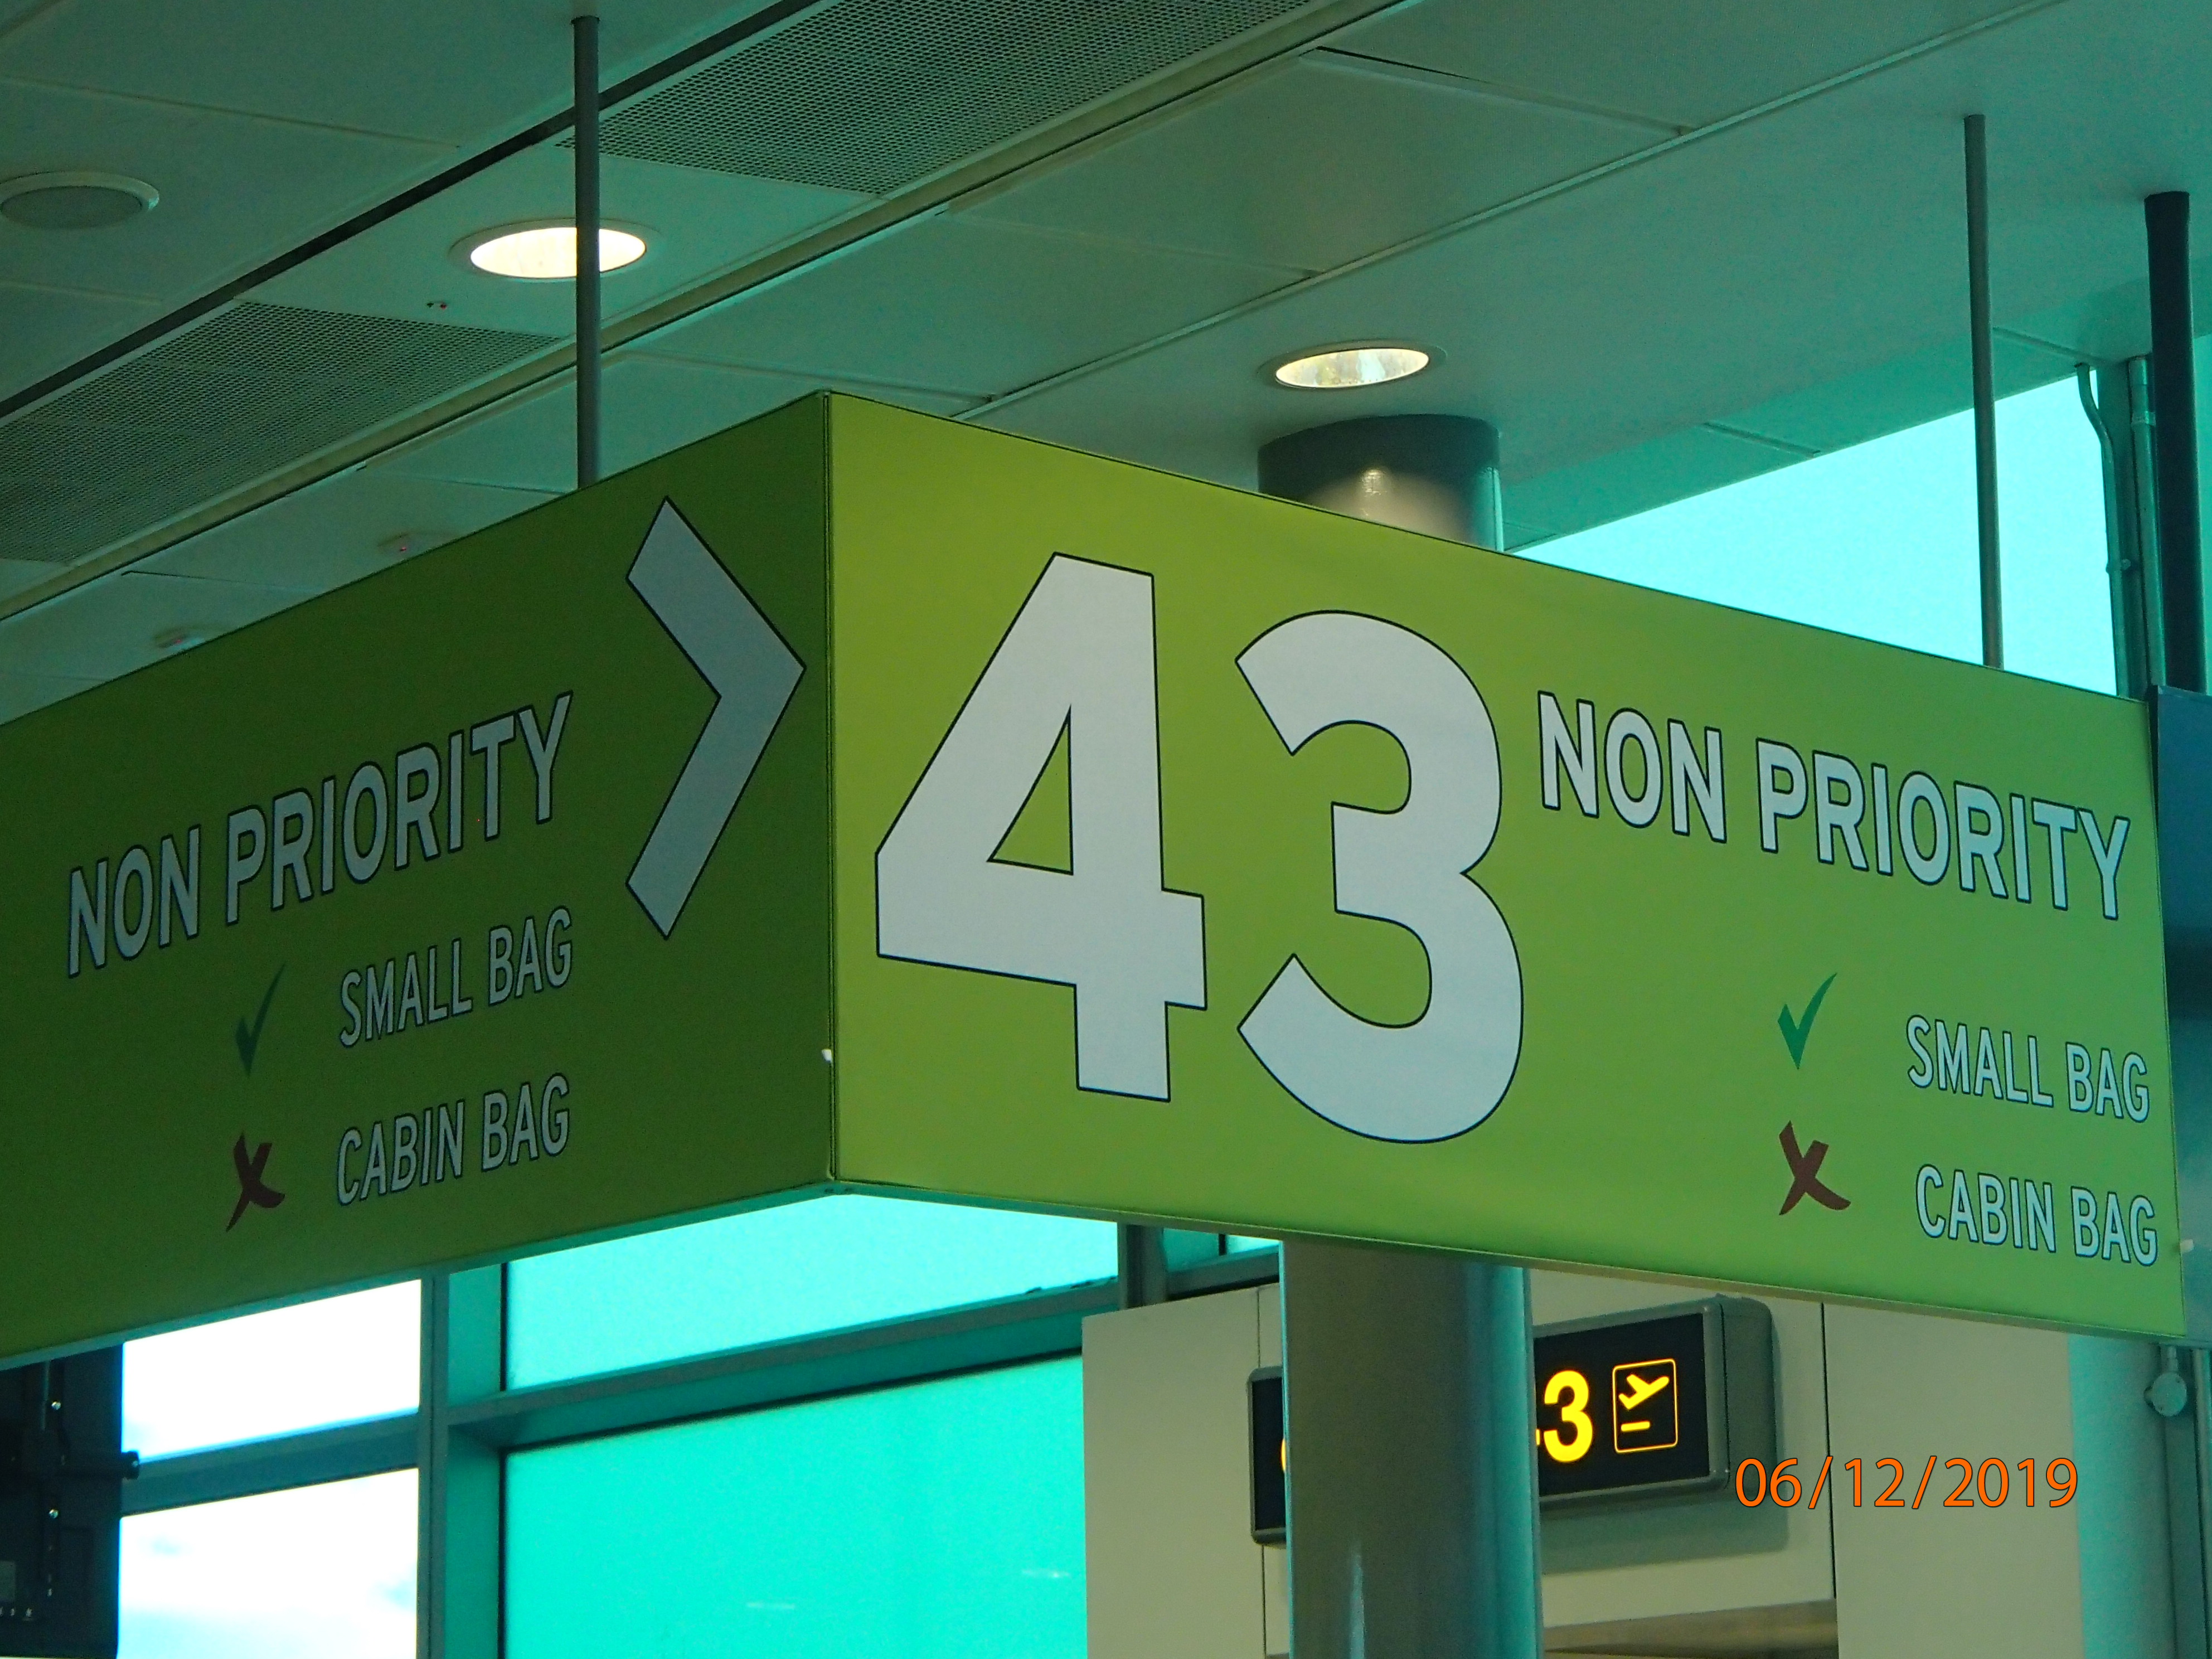 NON PRIORITY
✓ SMALL BAG
X CABIN BAG
43
NON PRIORITY
✓ SMALL BAG
X CABIN BAG
3
06/12/2019